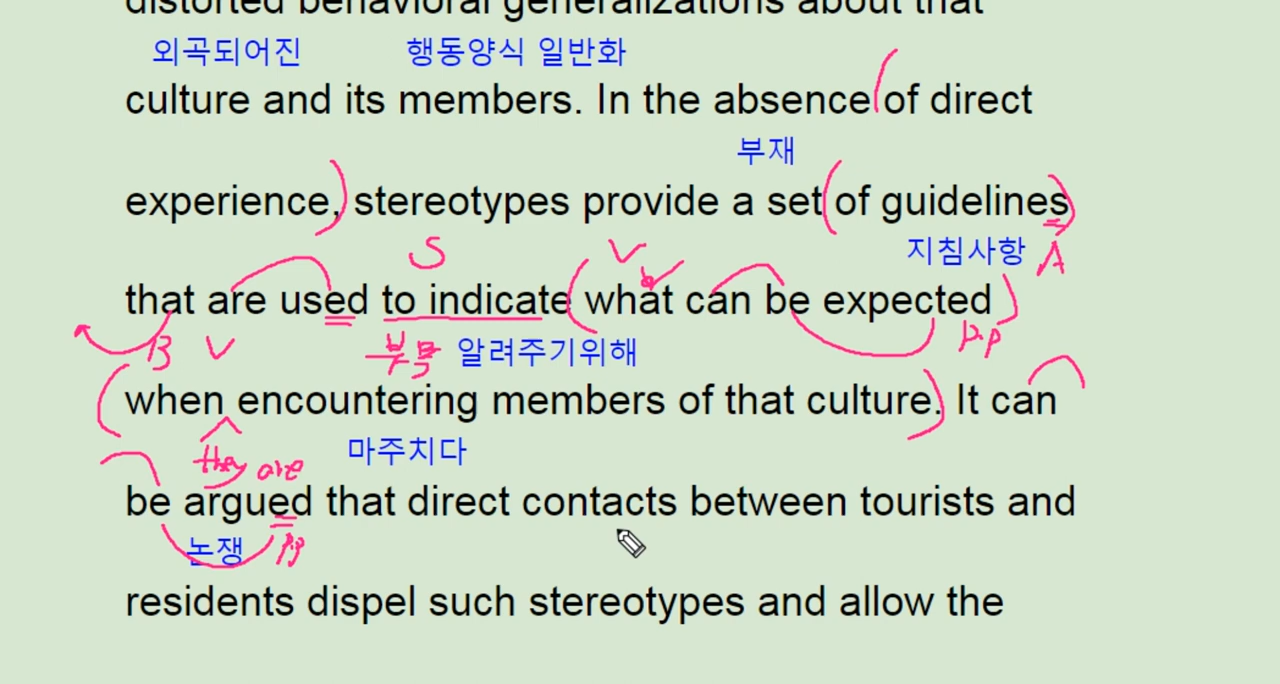 distorted behavioral generalizations about that
외곡되어진 행동양식 일반화
culture and its members. In the absence of direct
부재
experience, stereotypes provide a set of guidelines
S V 지침사항 A
that are used to indicate what can be expected
B V 부목 알려주기위해 p.p
when encountering members of that culture. It can
they are 마주치다
be argued that direct contacts between tourists and
논쟁 pp
residents dispel such stereotypes and allow the